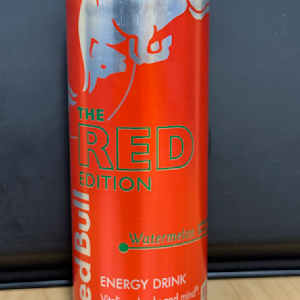 THE
RED
EDITION
Red Bull
Watermelon
ENERGY DRINK